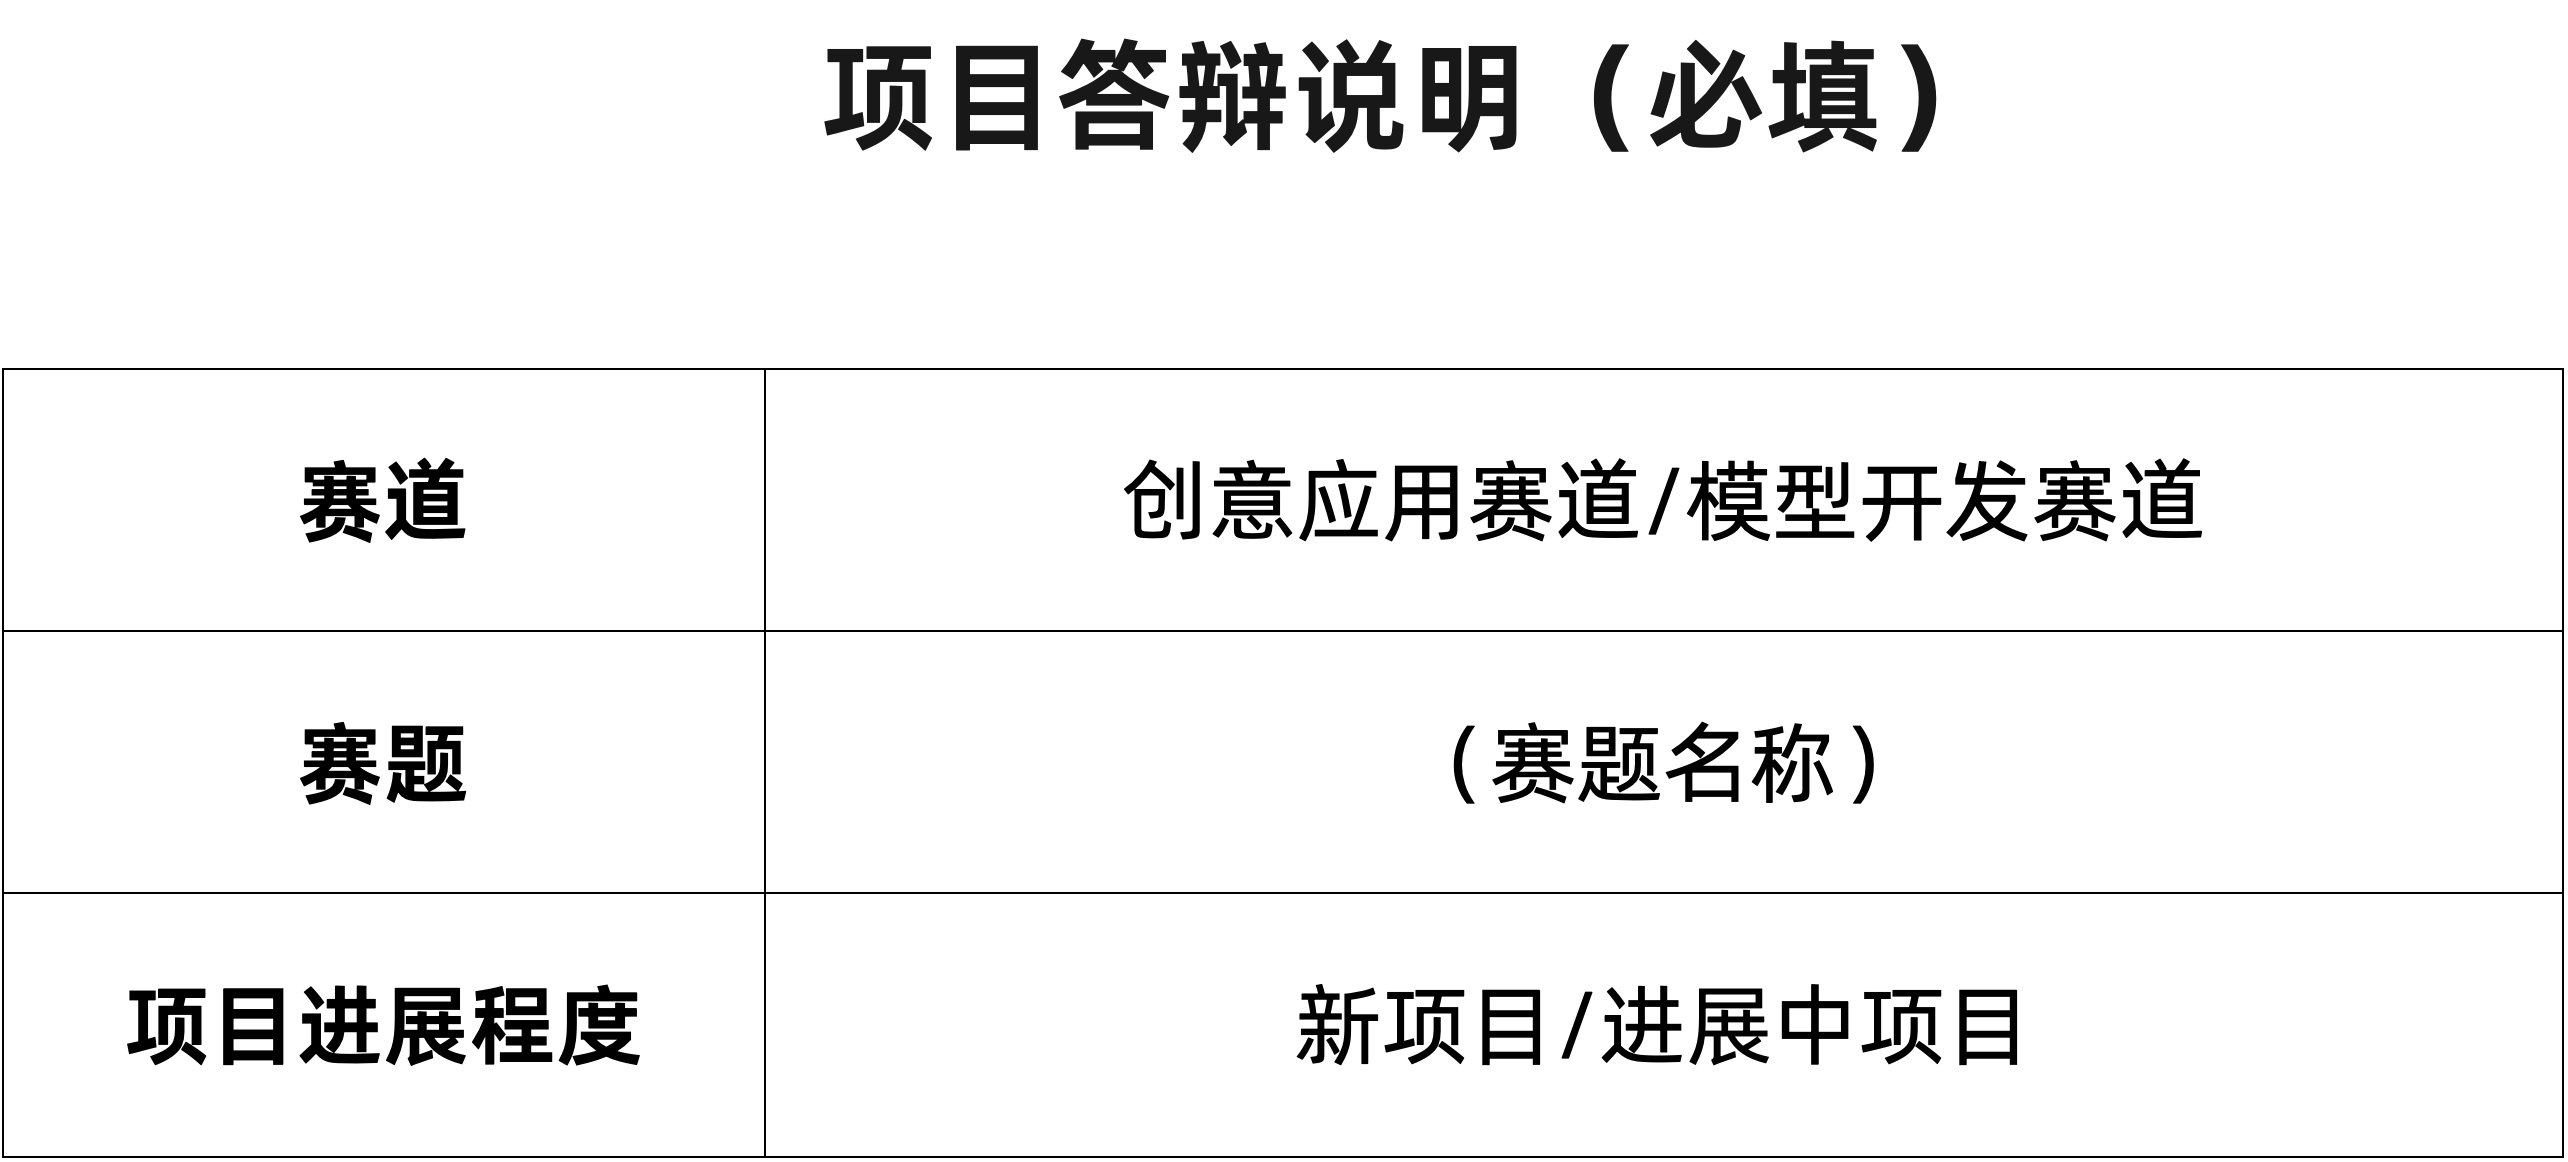 项目答辩说明（必填）
赛道
创意应用赛道/模型开发赛道
赛题
（赛题名称）
项目进展程度
新项目/进展中项目